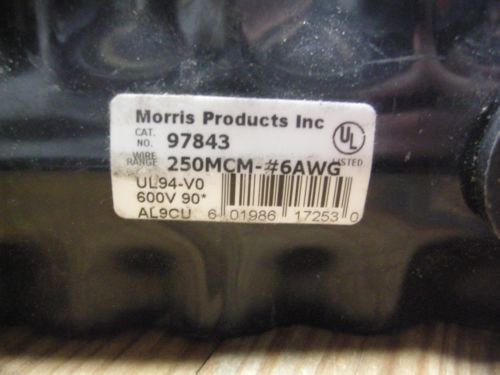 Morris Products Inc
CAT. NO. 97843
WIRE RANGE 250MCM-#6AWG
UL LISTED
UL94-V0
600V 90*
AL9CU 6 01986 17253 0